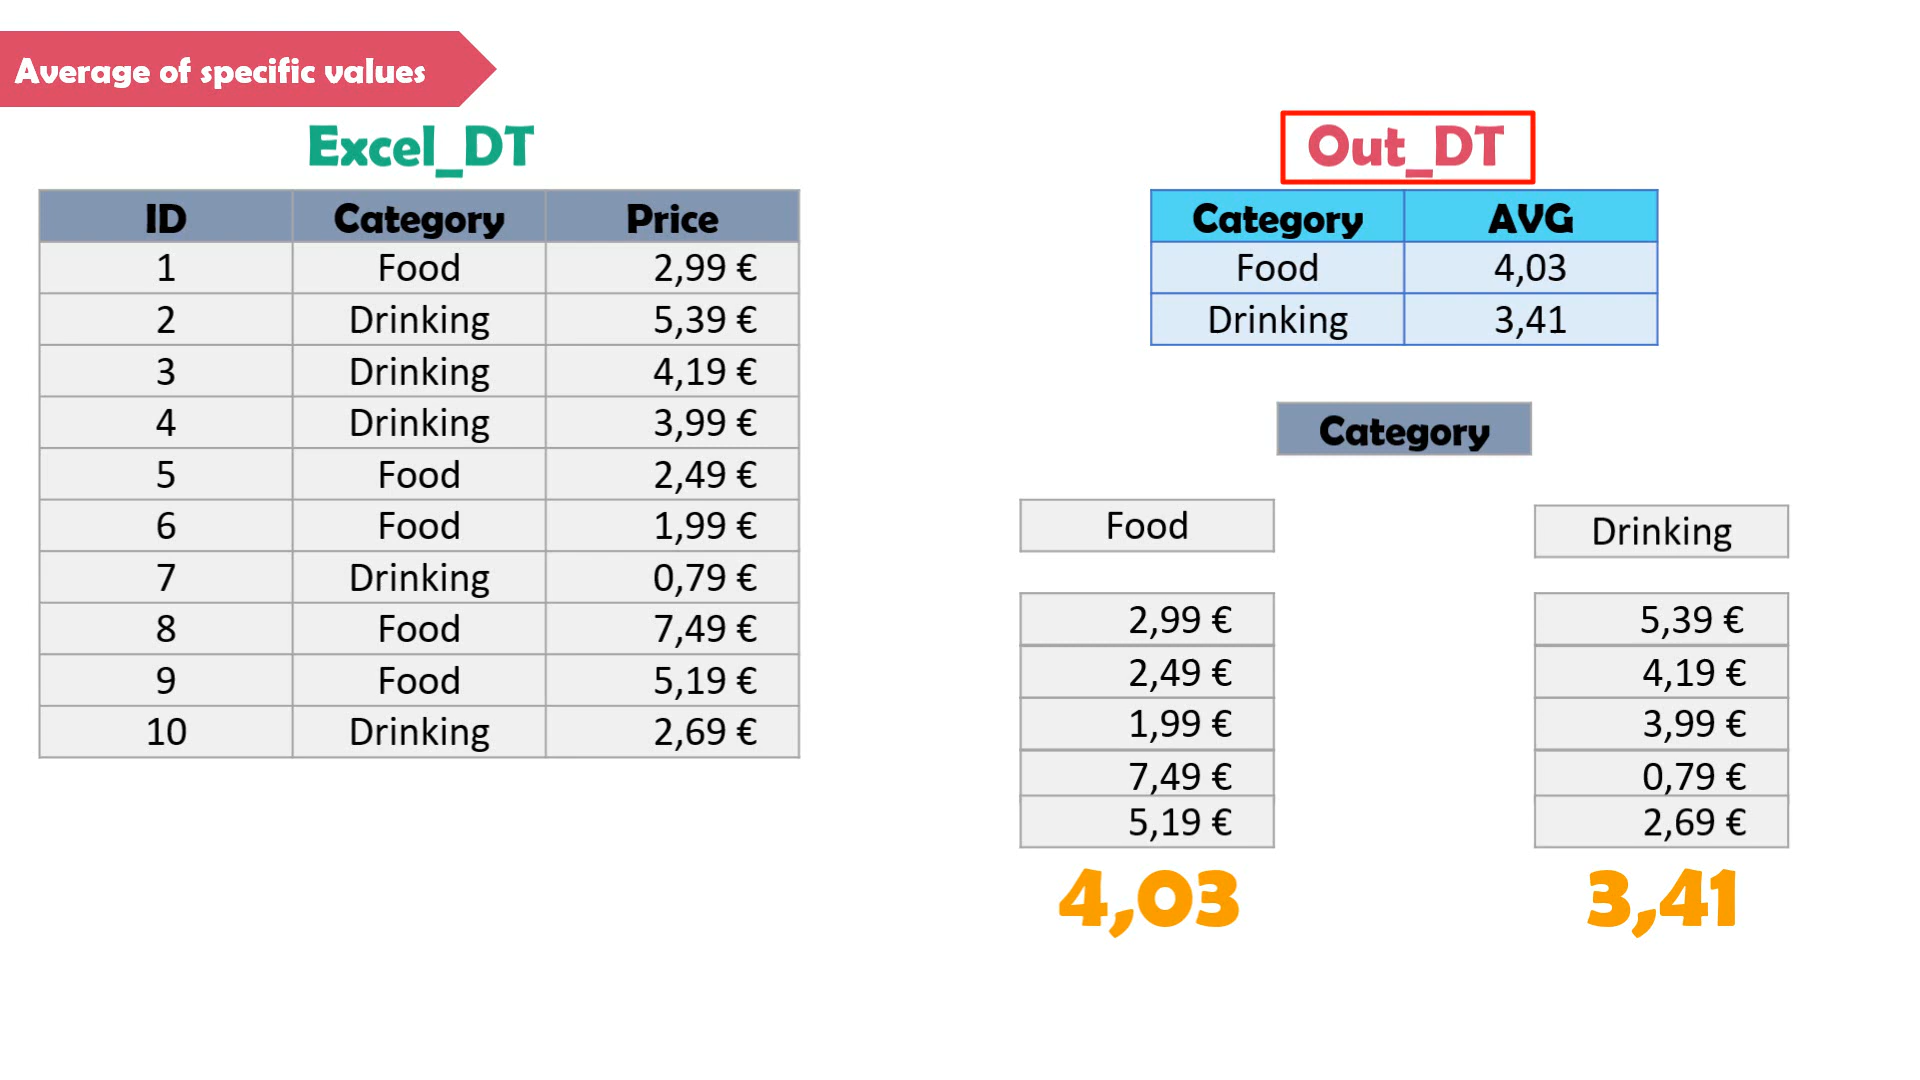 Average of specific values
Excel_DT
ID Category Price
1 Food 2,99 €
2 Drinking 5,39 €
3 Drinking 4,19 €
4 Drinking 3,99 €
5 Food 2,49 €
6 Food 1,99 €
7 Drinking 0,79 €
8 Food 7,49 €
9 Food 5,19 €
10 Drinking 2,69 €
Out_DT
Category AVG
Food 4,03
Drinking 3,41
Category
Food
2,99 €
2,49 €
1,99 €
7,49 €
5,19 €
4,03
Drinking
5,39 €
4,19 €
3,99 €
0,79 €
2,69 €
3,41